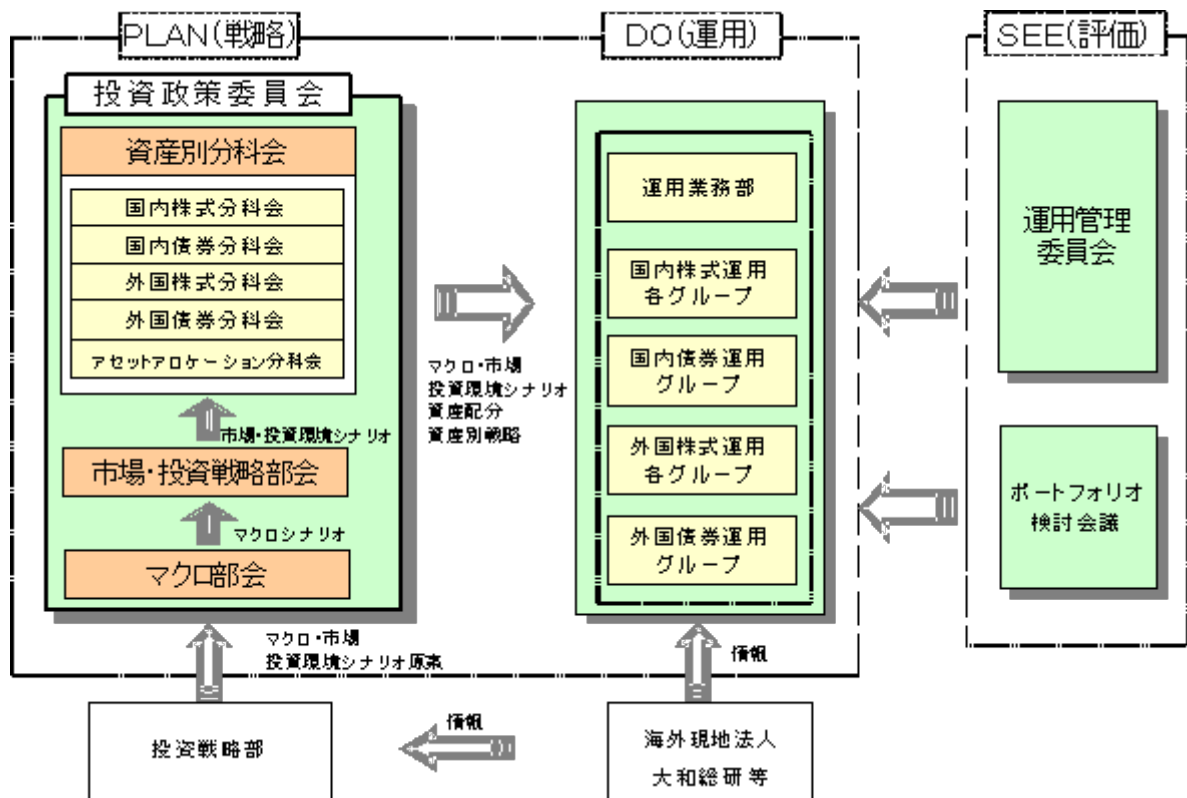 PLAN(戦略)
投資政策委員会
資産別分科会
国内株式分科会
国内債券分科会
外国株式分科会
外国債券分科会
アセットアロケーション分科会
市場・投資環境シナリオ
市場・投資戦略部会
マクロシナリオ
マクロ部会
マクロ・市場
投資環境シナリオ原案
投資戦略部
マクロ・市場
投資環境シナリオ
資産配分
資産別戦略
DO(運用)
運用業務部
国内株式運用
各グループ
国内債券運用
グループ
外国株式運用
各グループ
外国債券運用
グループ
情報
情報
海外現地法人
大和総研等
SEE(評価)
運用管理
委員会
ポートフォリオ
検討会議